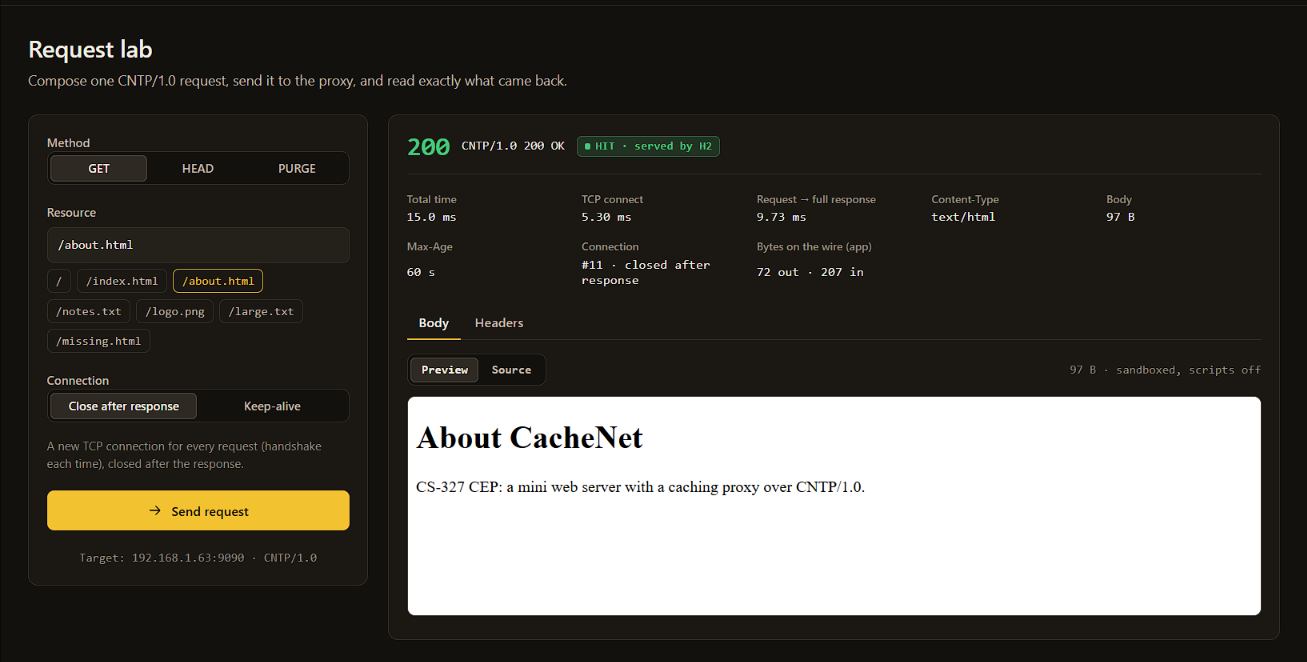 Request lab
Compose one CNTP/1.0 request, send it to the proxy, and read exactly what came back.
Method
GET HEAD PURGE
Resource
/about.html
/ /index.html /about.html
/notes.txt /logo.png /large.txt
/missing.html
Connection
Close after response Keep-alive
A new TCP connection for every request (handshake
each time), closed after the response.
→ Send request
Target: 192.168.1.63:9090 · CNTP/1.0
200 CNTP/1.0 200 OK HIT · served by H2
Total time TCP connect Request → full response Content-Type Body
15.0 ms 5.30 ms 9.73 ms text/html 97 B
Max-Age Connection Bytes on the wire (app)
60 s #11 · closed after response 72 out · 207 in
Body Headers
Preview Source 97 B · sandboxed, scripts off
About CacheNet
CS-327 CEP: a mini web server with a caching proxy over CNTP/1.0.